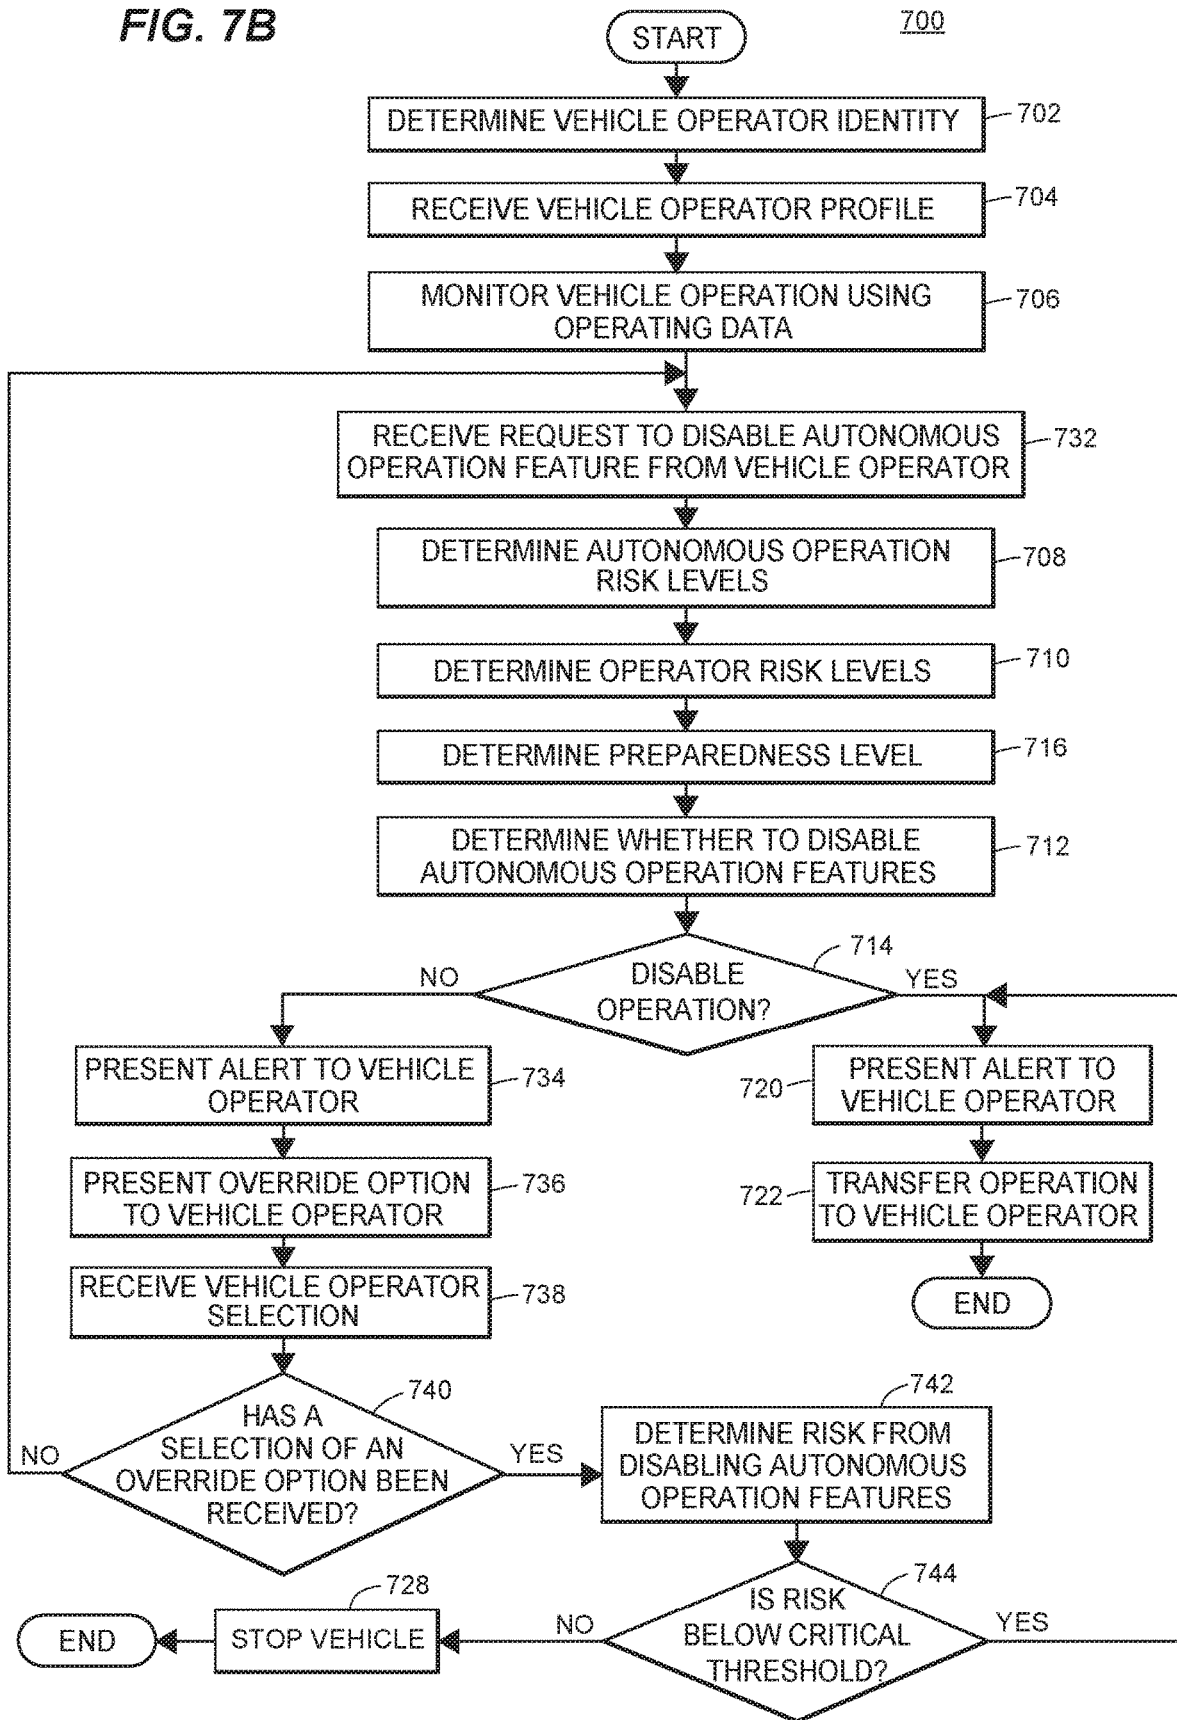 FIG. 7B
700
START
DETERMINE VEHICLE OPERATOR IDENTITY
702
RECEIVE VEHICLE OPERATOR PROFILE
704
MONITOR VEHICLE OPERATION USING
OPERATING DATA
706
RECEIVE REQUEST TO DISABLE AUTONOMOUS
OPERATION FEATURE FROM VEHICLE OPERATOR
732
DETERMINE AUTONOMOUS OPERATION
RISK LEVELS
708
DETERMINE OPERATOR RISK LEVELS
710
DETERMINE PREPAREDNESS LEVEL
716
DETERMINE WHETHER TO DISABLE
AUTONOMOUS OPERATION FEATURES
712
714
NO
DISABLE
OPERATION?
YES
PRESENT ALERT TO VEHICLE
OPERATOR
734
720
PRESENT ALERT TO
VEHICLE OPERATOR
PRESENT OVERRIDE OPTION
TO VEHICLE OPERATOR
736
722
TRANSFER OPERATION
TO VEHICLE OPERATOR
RECEIVE VEHICLE OPERATOR
SELECTION
738
END
740
NO
HAS A
SELECTION OF AN
OVERRIDE OPTION BEEN
RECEIVED?
YES
742
DETERMINE RISK FROM
DISABLING AUTONOMOUS
OPERATION FEATURES
744
IS RISK
BELOW CRITICAL
THRESHOLD?
YES
NO
728
STOP VEHICLE
END